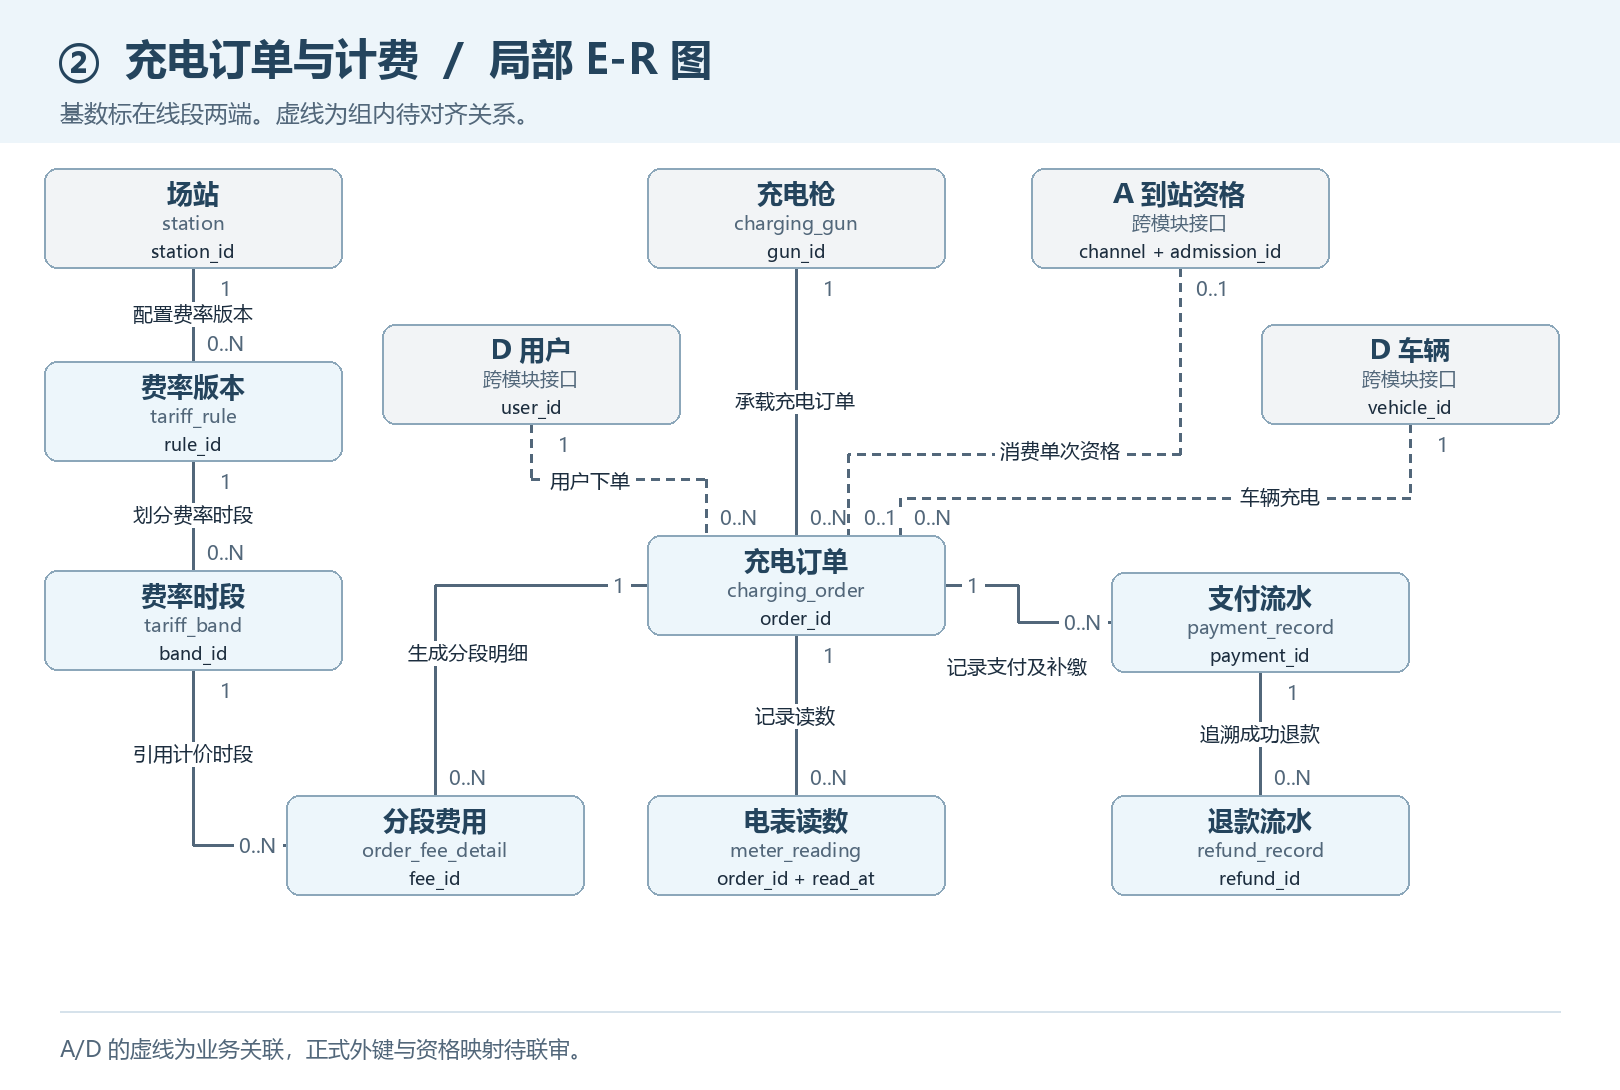 ② 充电订单与计费 / 局部 E-R 图
基数标在线段两端。虚线为组内待对齐关系。
场站
station
station_id
充电枪
charging_gun
gun_id
A 到站资格
跨模块接口
channel + admission_id
1
1
0..1
配置费率版本
0..N
D 用户
跨模块接口
user_id
D 车辆
跨模块接口
vehicle_id
费率版本
tariff_rule
rule_id
承载充电订单
1
1
消费单次资格
1
用户下单
车辆充电
划分费率时段
0..N
0..N
0..1
0..N
0..N
费率时段
tariff_band
band_id
充电订单
charging_order
order_id
1
1
0..N
支付流水
payment_record
payment_id
生成分段明细
1
记录支付及补缴
1
1
记录读数
追溯成功退款
引用计价时段
0..N
0..N
0..N
0..N
分段费用
order_fee_detail
fee_id
电表读数
meter_reading
order_id + read_at
退款流水
refund_record
refund_id
A/D 的虚线为业务关联，正式外键与资格映射待联审。